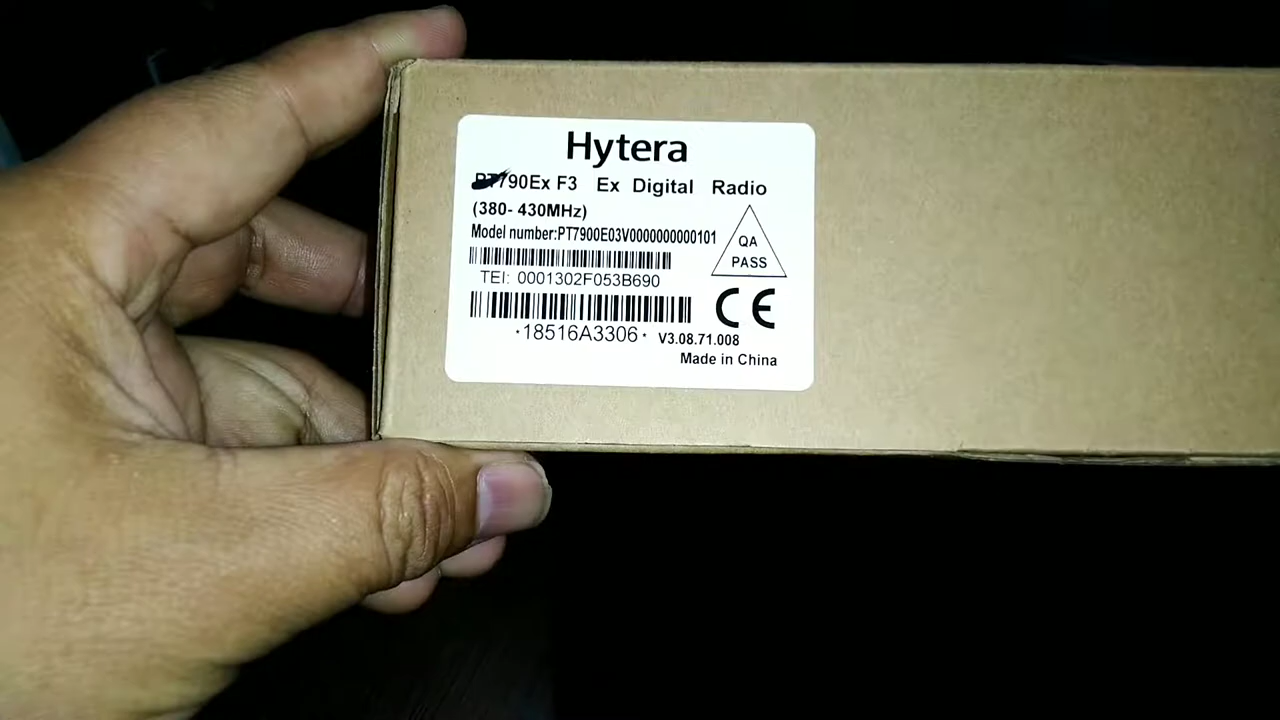 Hytera
PT790Ex F3 Ex Digital Radio
(380- 430MHz)
Model number:PT7900E03V0000000000101
QA
PASS
TEI: 0001302F053B690
CE
*18516A3306* V3.08.71.008
Made in China